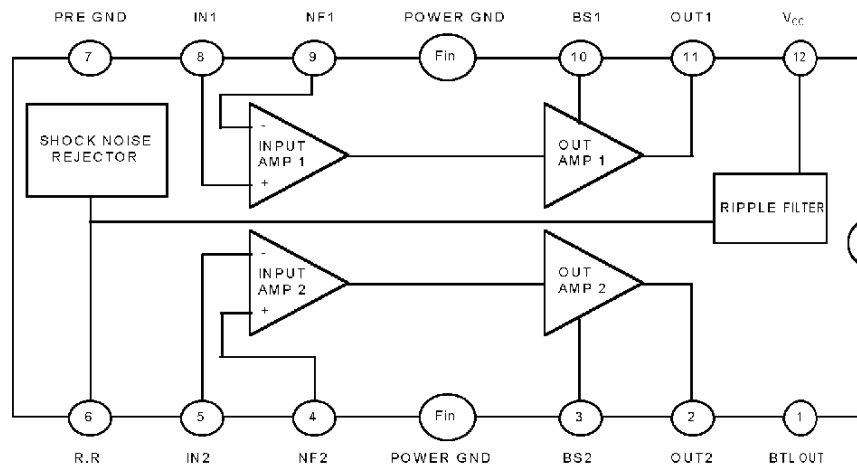 PRE GND IN1 NF1 POWER GND BS1 OUT1 VCC
7 8 9 Fin 10 11 12
SHOCK NOISE
REJECTOR
-
INPUT
AMP 1
+
OUT
AMP 1
RIPPLE FILTER
-
INPUT
AMP 2
+
OUT
AMP 2
6 5 4 Fin 3 2 1
R.R IN2 NF2 POWER GND BS2 OUT2 BTL OUT